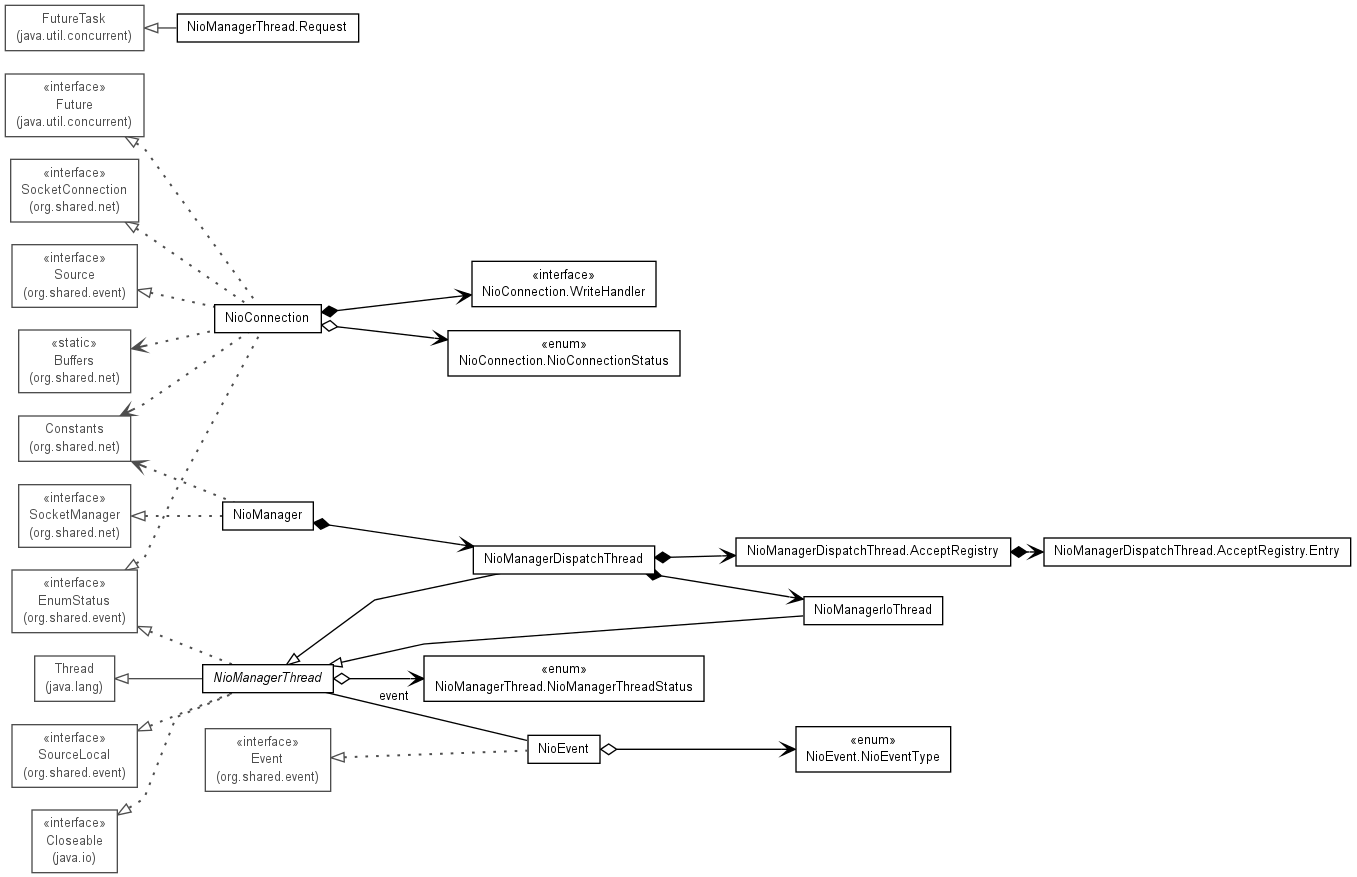 FutureTask
(java.util.concurrent)
NioManagerThread.Request
«interface»
Future
(java.util.concurrent)
«interface»
SocketConnection
(org.shared.net)
«interface»
Source
(org.shared.event)
«interface»
NioConnection.WriteHandler
NioConnection
«static»
Buffers
(org.shared.net)
«enum»
NioConnection.NioConnectionStatus
Constants
(org.shared.net)
«interface»
SocketManager
(org.shared.net)
NioManager
NioManagerDispatchThread
NioManagerDispatchThread.AcceptRegistry
NioManagerDispatchThread.AcceptRegistry.Entry
«interface»
EnumStatus
(org.shared.event)
NioManagerIoThread
Thread
(java.lang)
NioManagerThread
«enum»
NioManagerThread.NioManagerThreadStatus
event
«interface»
SourceLocal
(org.shared.event)
«interface»
Event
(org.shared.event)
NioEvent
«enum»
NioEvent.NioEventType
«interface»
Closeable
(java.io)